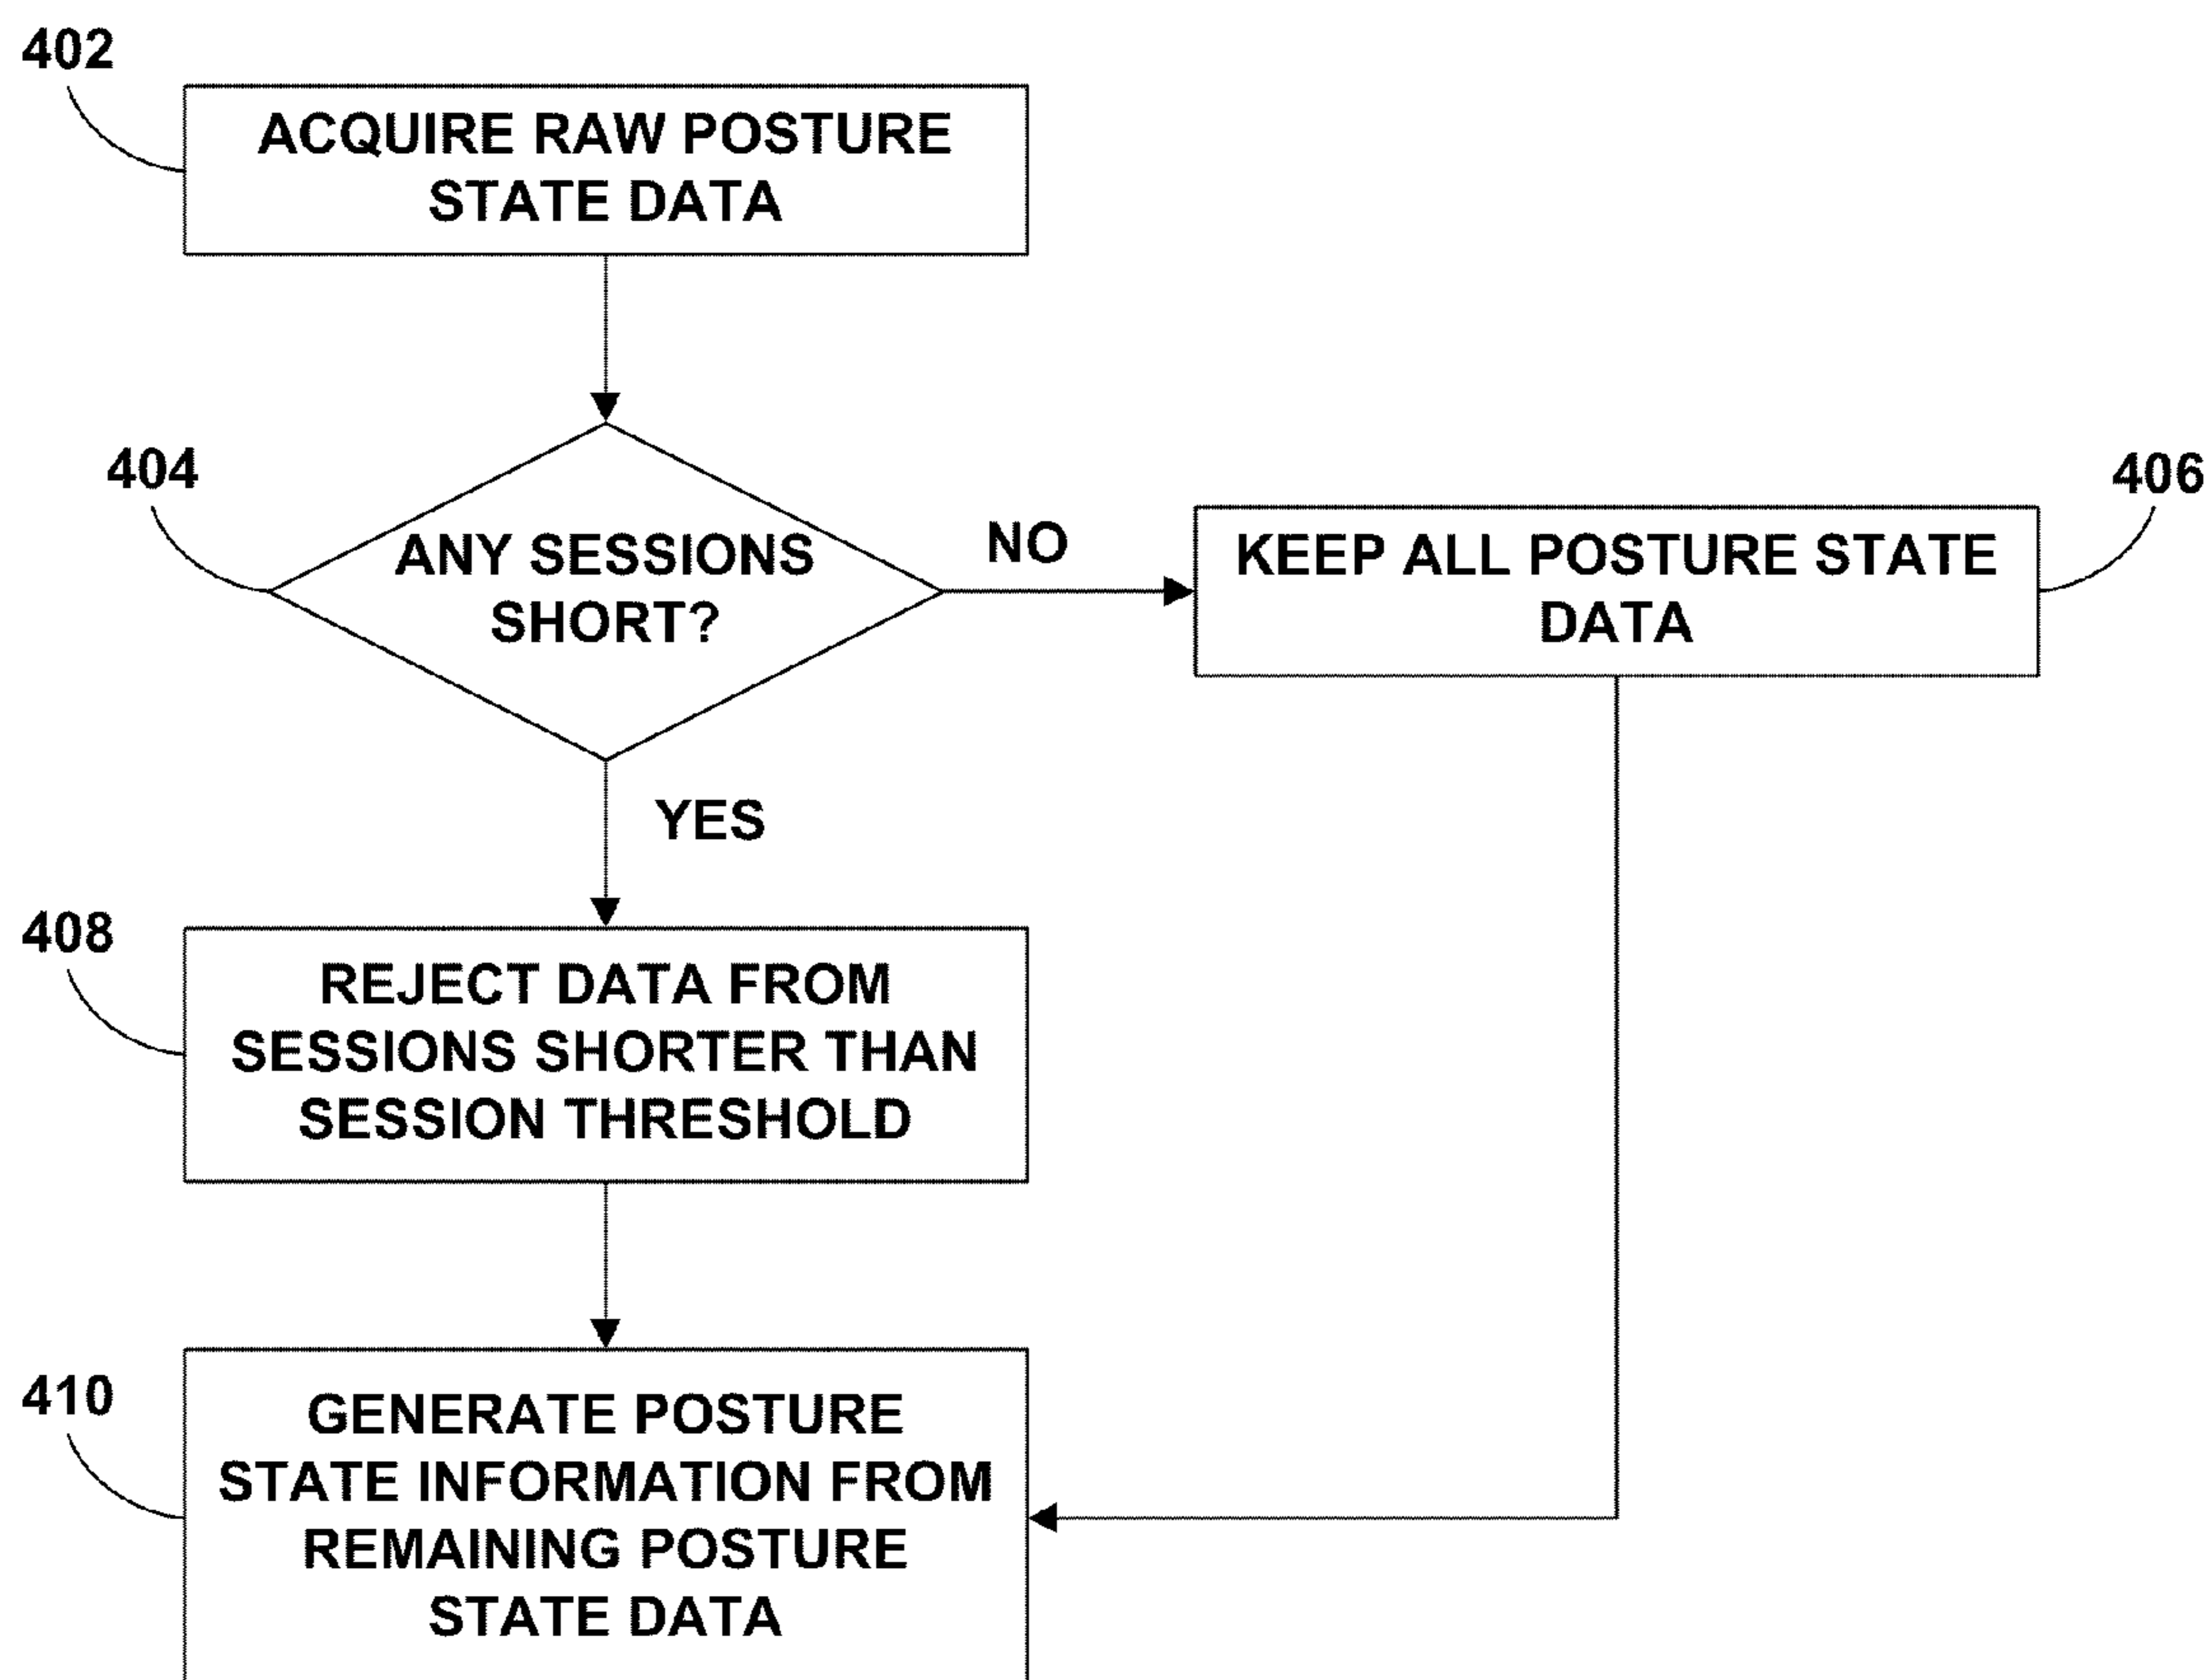 402
ACQUIRE RAW POSTURE
STATE DATA
404
ANY SESSIONS
SHORT?
NO
406
KEEP ALL POSTURE STATE
DATA
YES
408
REJECT DATA FROM
SESSIONS SHORTER THAN
SESSION THRESHOLD
410
GENERATE POSTURE
STATE INFORMATION FROM
REMAINING POSTURE
STATE DATA